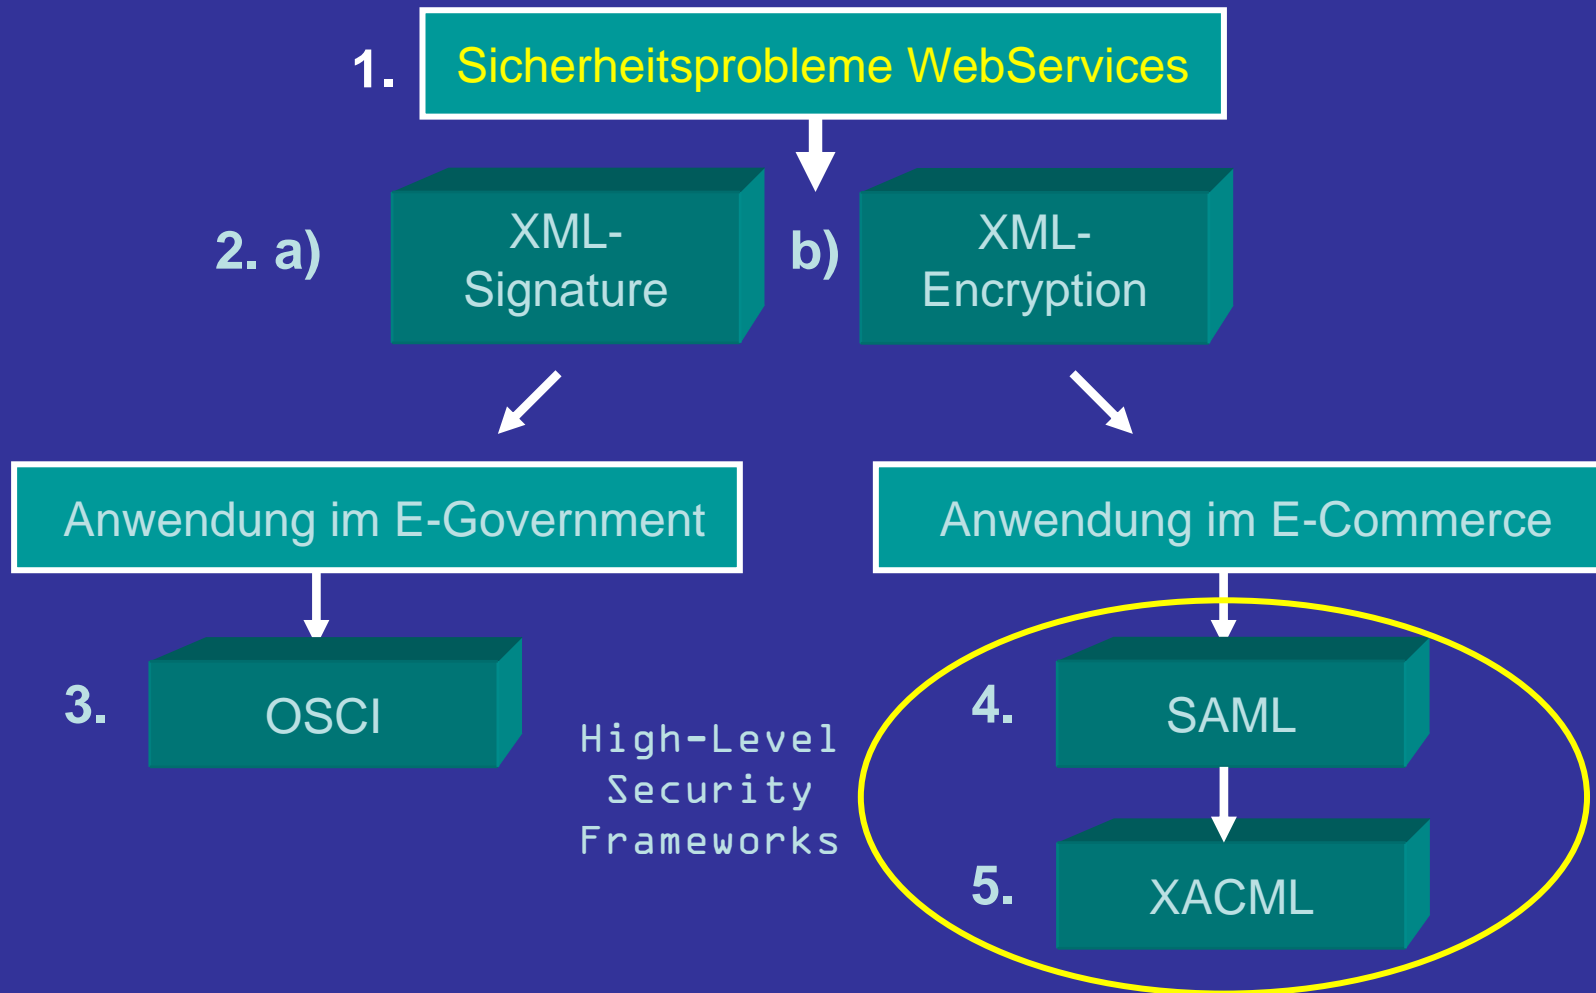 1. Sicherheitsprobleme WebServices
2. a) XML-
Signature
b) XML-
Encryption
Anwendung im E-Government
Anwendung im E-Commerce
3. OSCI
High-Level
Security
Frameworks
4. SAML
5. XACML